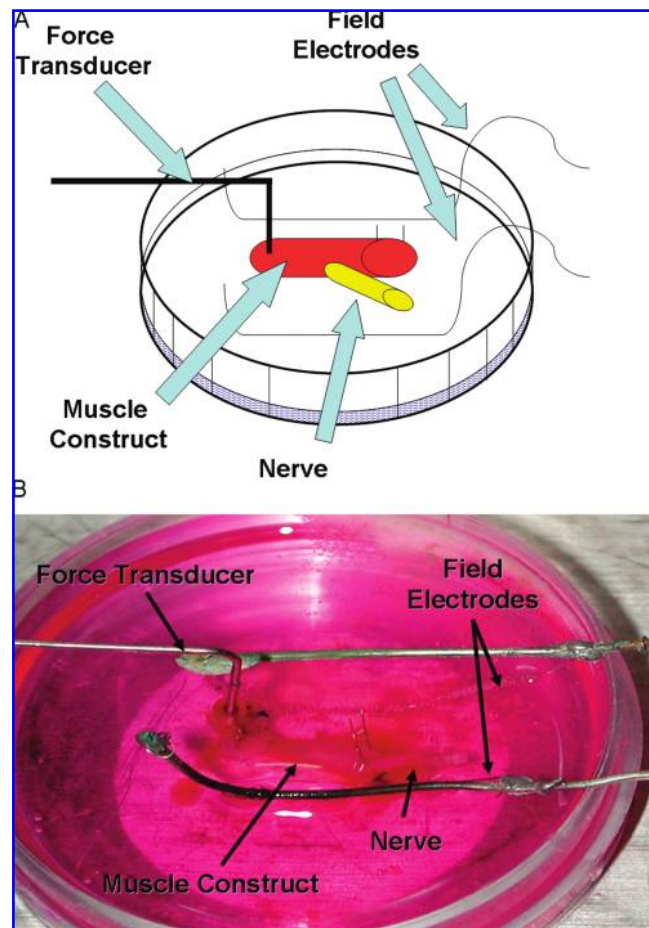 A
Force
Transducer
Field
Electrodes
Muscle
Construct
Nerve
B
Force Transducer
Field
Electrodes
Nerve
Muscle Construct